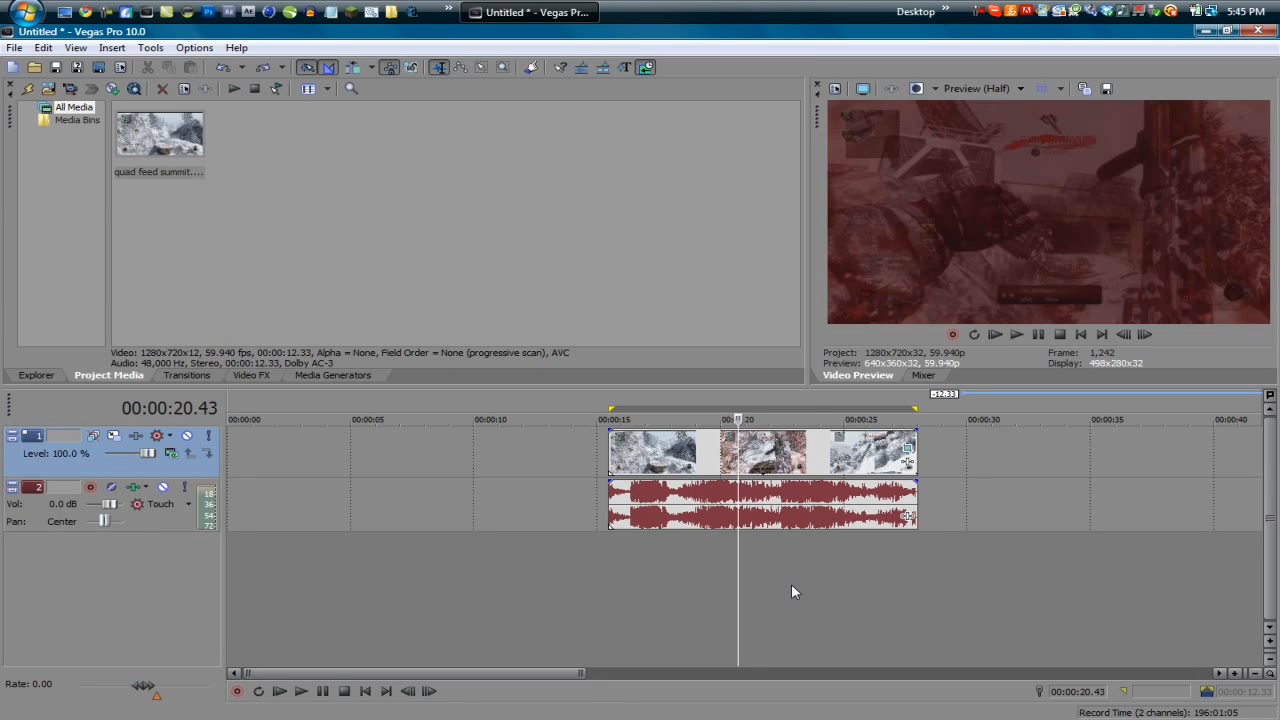 Untitled * - Vegas Pr...
Desktop
5:45 PM
Untitled * - Vegas Pro 10.0
File Edit View Insert Tools Options Help
Preview (Half)
All Media
Media Bins
quad feed summit....
Video: 1280x720x12, 59.940 fps, 00:00:12.33, Alpha = None, Field Order = None (progressive scan), AVC
Audio: 48,000 Hz, Stereo, 00:00:12.33, Dolby AC-3
Project: 1280x720x32, 59.940p Frame: 1,242
Preview: 640x360x32, 59.940p Display: 498x280x32
Explorer Project Media Transitions Video FX Media Generators
Video Preview Mixer
-12.33
00:00:20.43
00:00:00 00:00:05 00:00:10 00:00:15 00:00:20 00:00:25 00:00:30 00:00:35 00:00:40
1
Level: 100.0 %
2
Vol: 0.0 dB Touch
Pan: Center
18
36
54
72
Rate: 0.00
00:00:20.43 00:00:12.33
Record Time (2 channels): 196:01:05